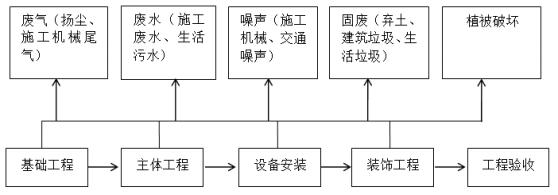 废气（扬尘、
施工机械尾
气）
废水（施工
废水、生活
污水）
噪声（施工
机械、交通
噪声）
固废（弃土、
建筑垃圾、生
活垃圾）
植被破坏
基础工程
主体工程
设备安装
装饰工程
工程验收